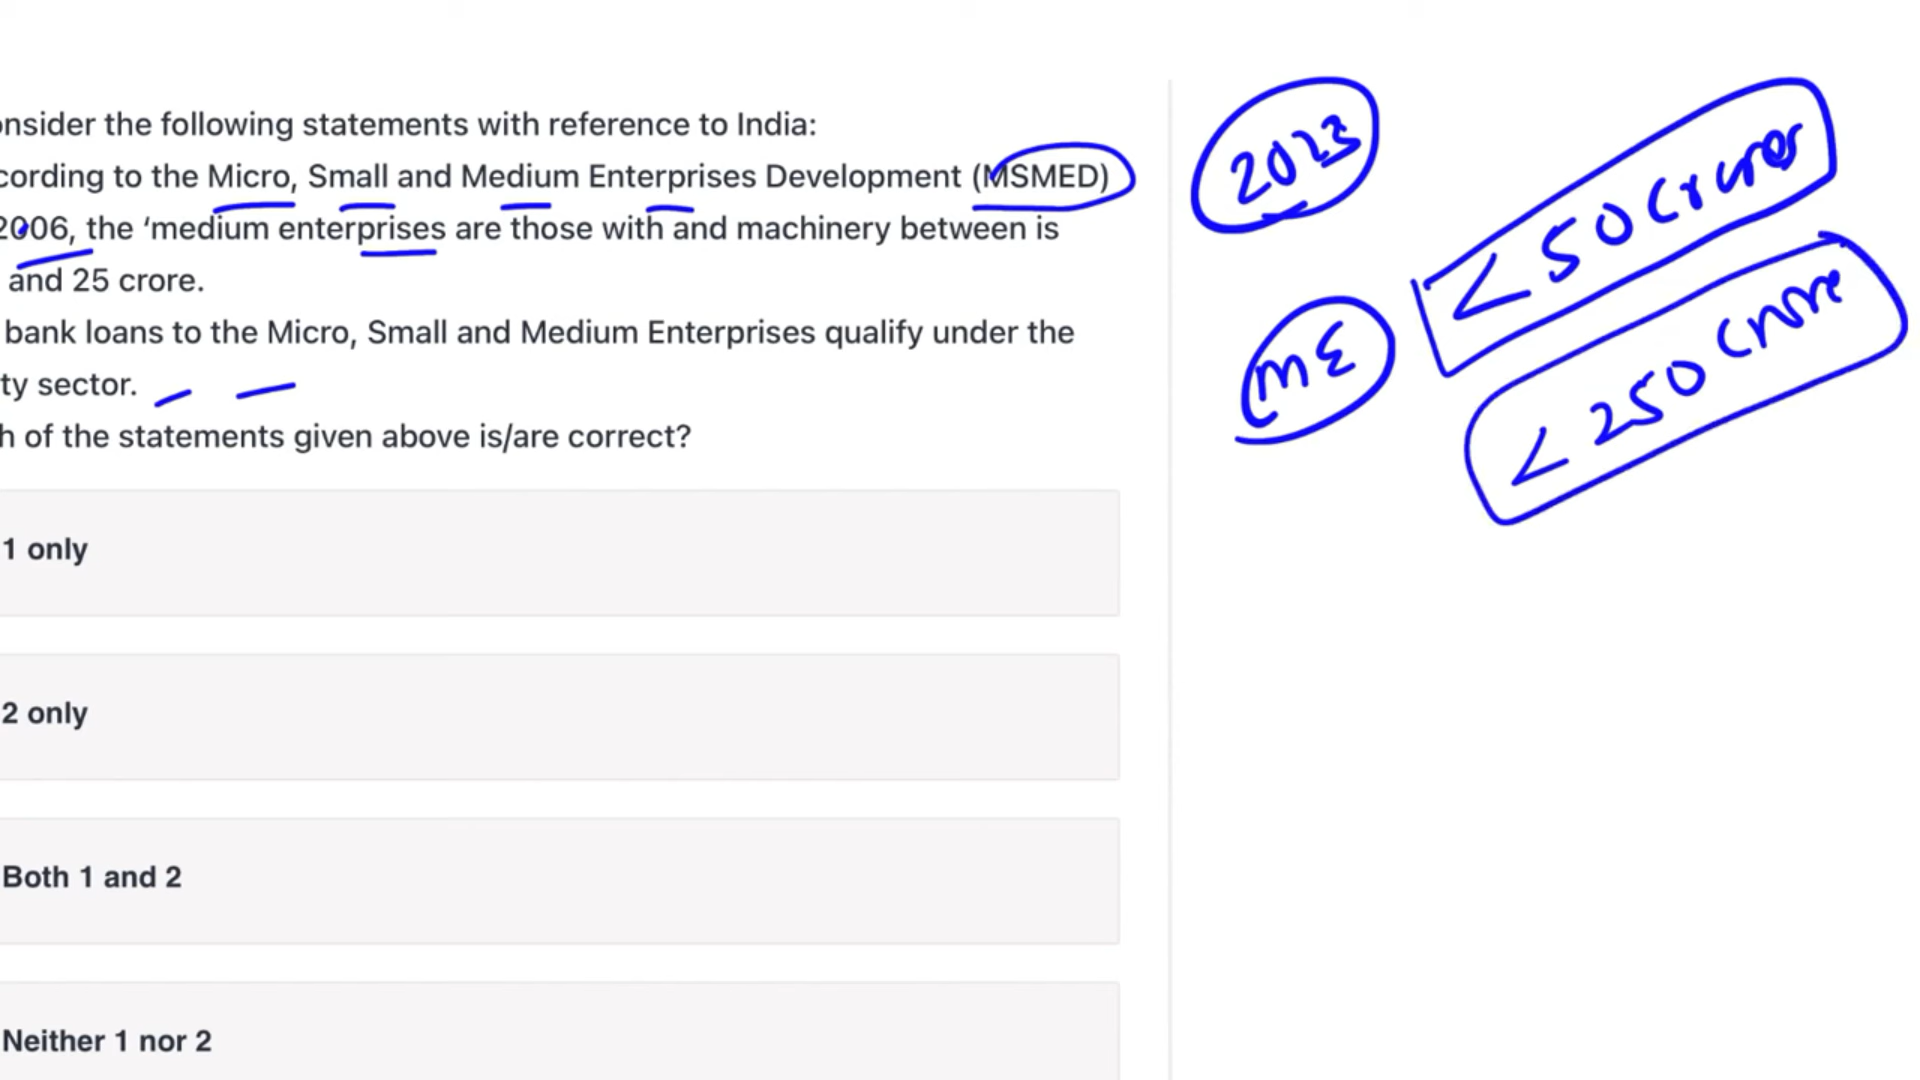 onsider the following statements with reference to India:
cording to the Micro, Small and Medium Enterprises Development (MSMED)
2006, the ‘medium enterprises are those with and machinery between is
and 25 crore.
bank loans to the Micro, Small and Medium Enterprises qualify under the
ty sector.
h of the statements given above is/are correct?
1 only
2 only
Both 1 and 2
Neither 1 nor 2
2023
< 50 Cr
ME
< 250 Crore